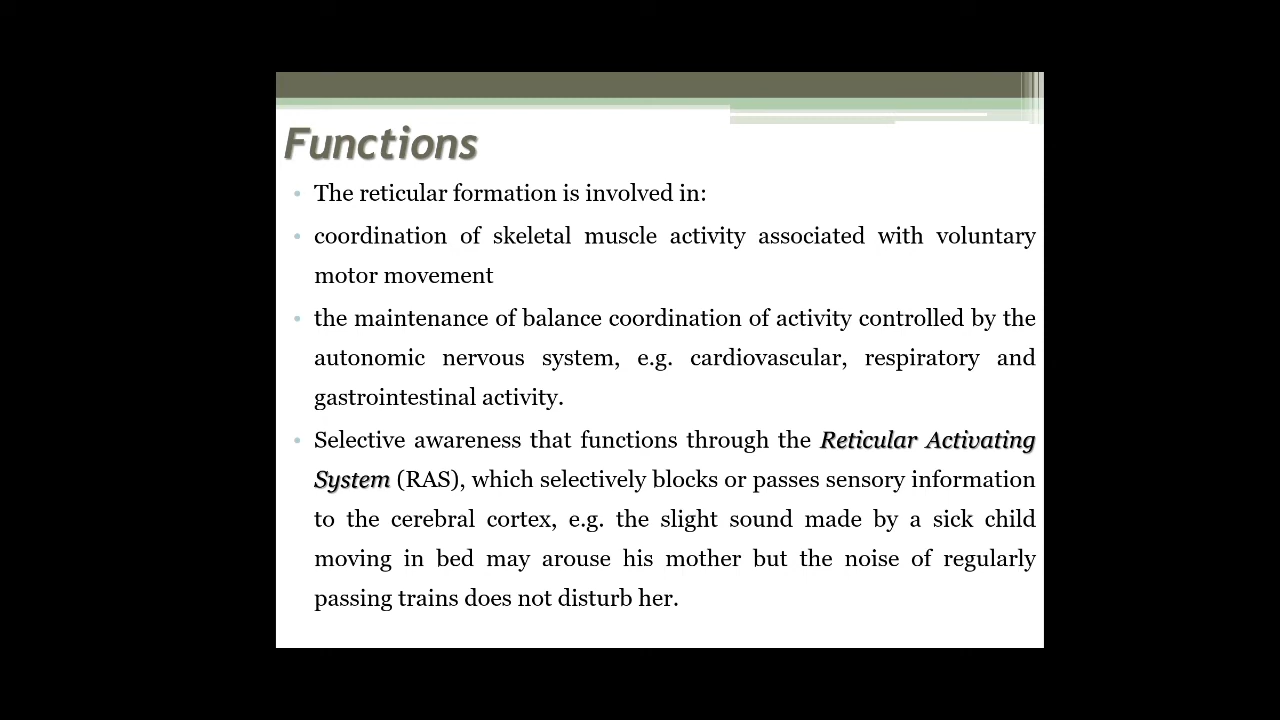 Functions
The reticular formation is involved in:
coordination of skeletal muscle activity associated with voluntary
motor movement
the maintenance of balance coordination of activity controlled by the
autonomic nervous system, e.g. cardiovascular, respiratory and
gastrointestinal activity.
Selective awareness that functions through the Reticular Activating
System (RAS), which selectively blocks or passes sensory information
to the cerebral cortex, e.g. the slight sound made by a sick child
moving in bed may arouse his mother but the noise of regularly
passing trains does not disturb her.